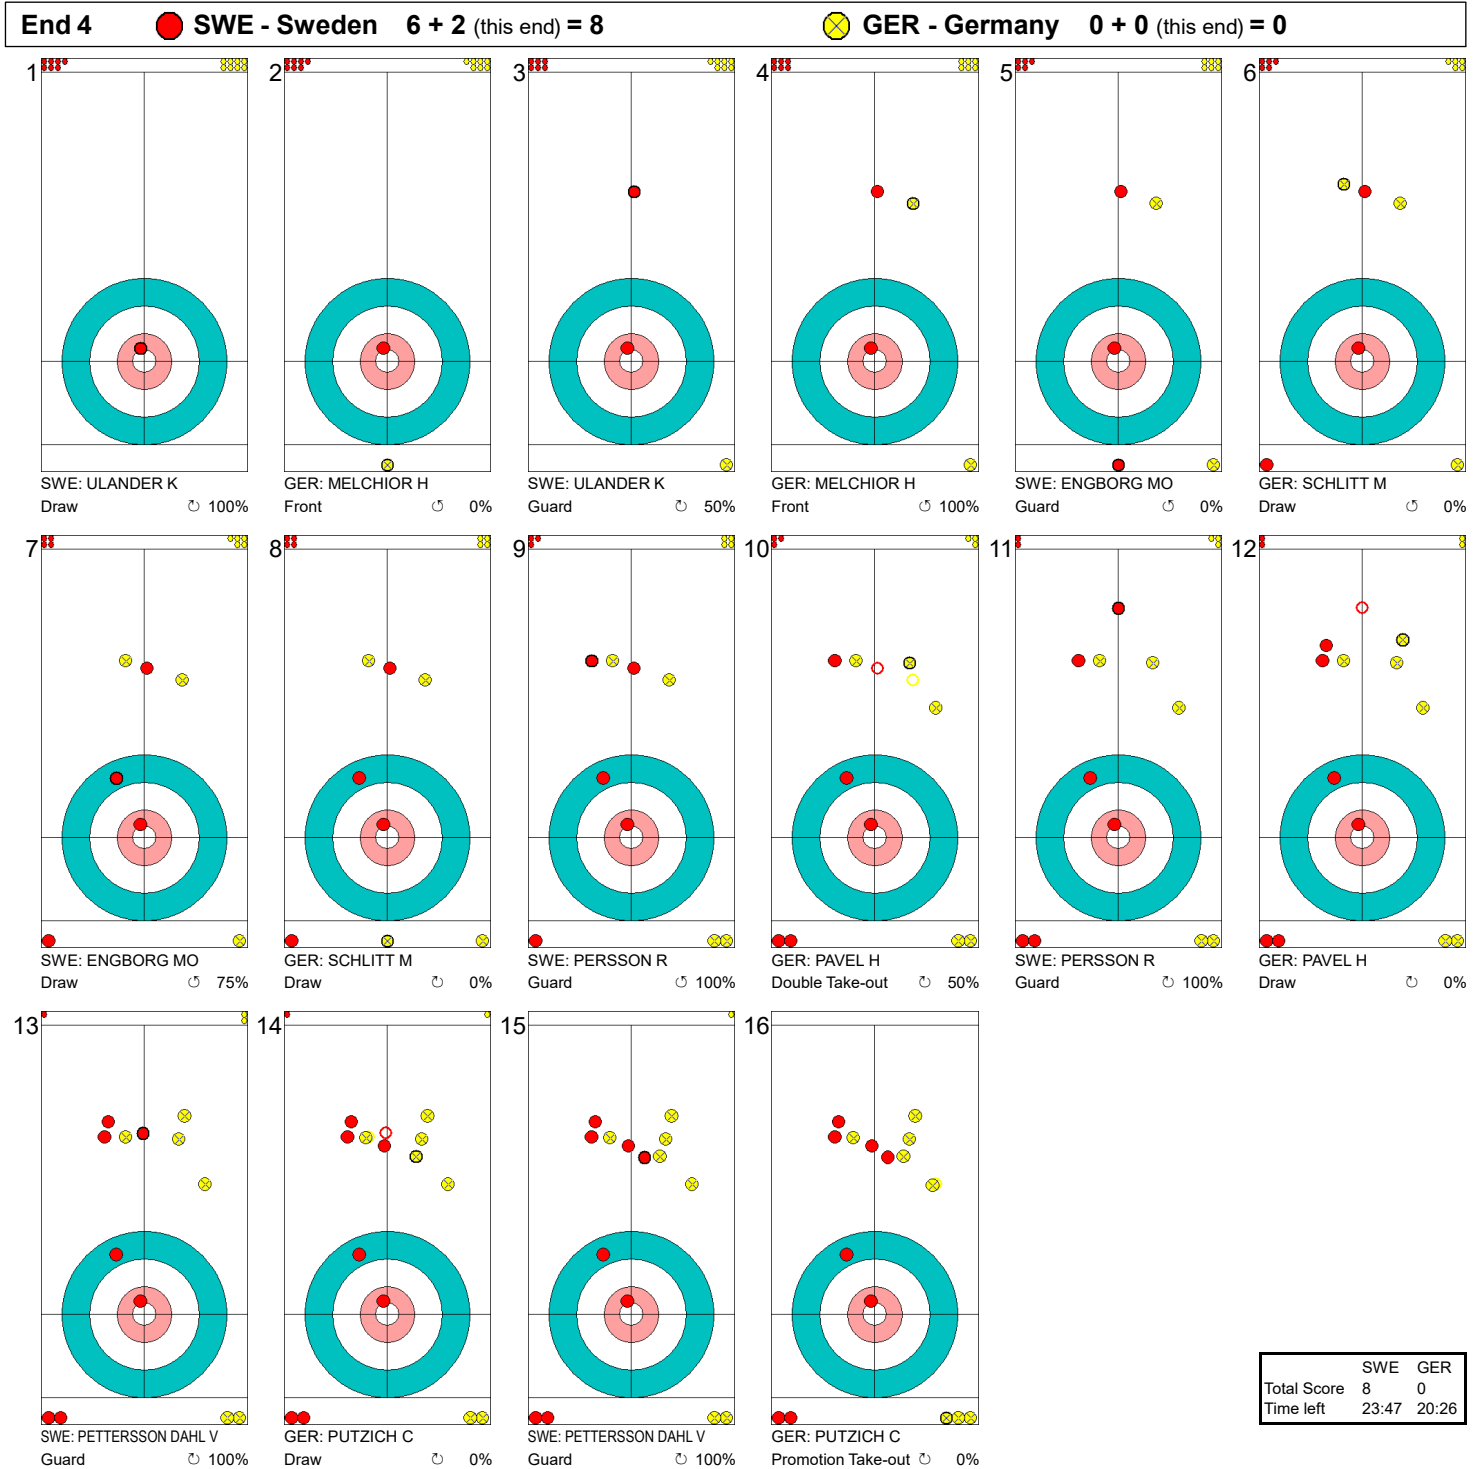 End 4 SWE - Sweden 6 + 2 (this end) = 8 GER - Germany 0 + 0 (this end) = 0
1 2 3 4 5 6
SWE: ULANDER K GER: MELCHIOR H SWE: ULANDER K GER: MELCHIOR H SWE: ENGBORG MO GER: SCHLITT M
Draw ↻ 100% Front ↺ 0% Guard ↺ 50% Front ↻ 100% Guard ↺ 0% Draw ↻ 0%
7 8 9 10 11 12
SWE: ENGBORG MO GER: SCHLITT M SWE: PERSSON R GER: PAVEL H SWE: PERSSON R GER: PAVEL H
Draw ↺ 75% Draw ↺ 0% Guard ↺ 100% Double Take-out ↻ 50% Guard ↻ 100% Draw ↻ 0%
13 14 15 16
SWE: PETTERSSON DAHL V GER: PUTZICH C SWE: PETTERSSON DAHL V GER: PUTZICH C
Guard ↻ 100% Draw ↺ 0% Guard ↻ 100% Promotion Take-out ↻ 0%
SWE GER
Total Score 8 0
Time left 23:47 20:26